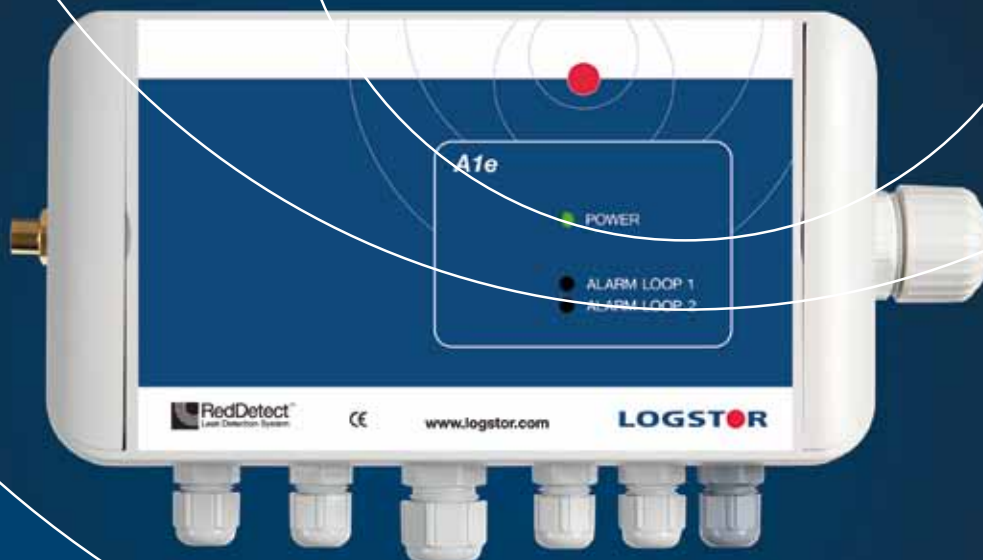 A1e
POWER
ALARM LOOP 1
ALARM LOOP 2
RedDetect™
Leak Detection System
CE
www.logstor.com
LOGSTOR